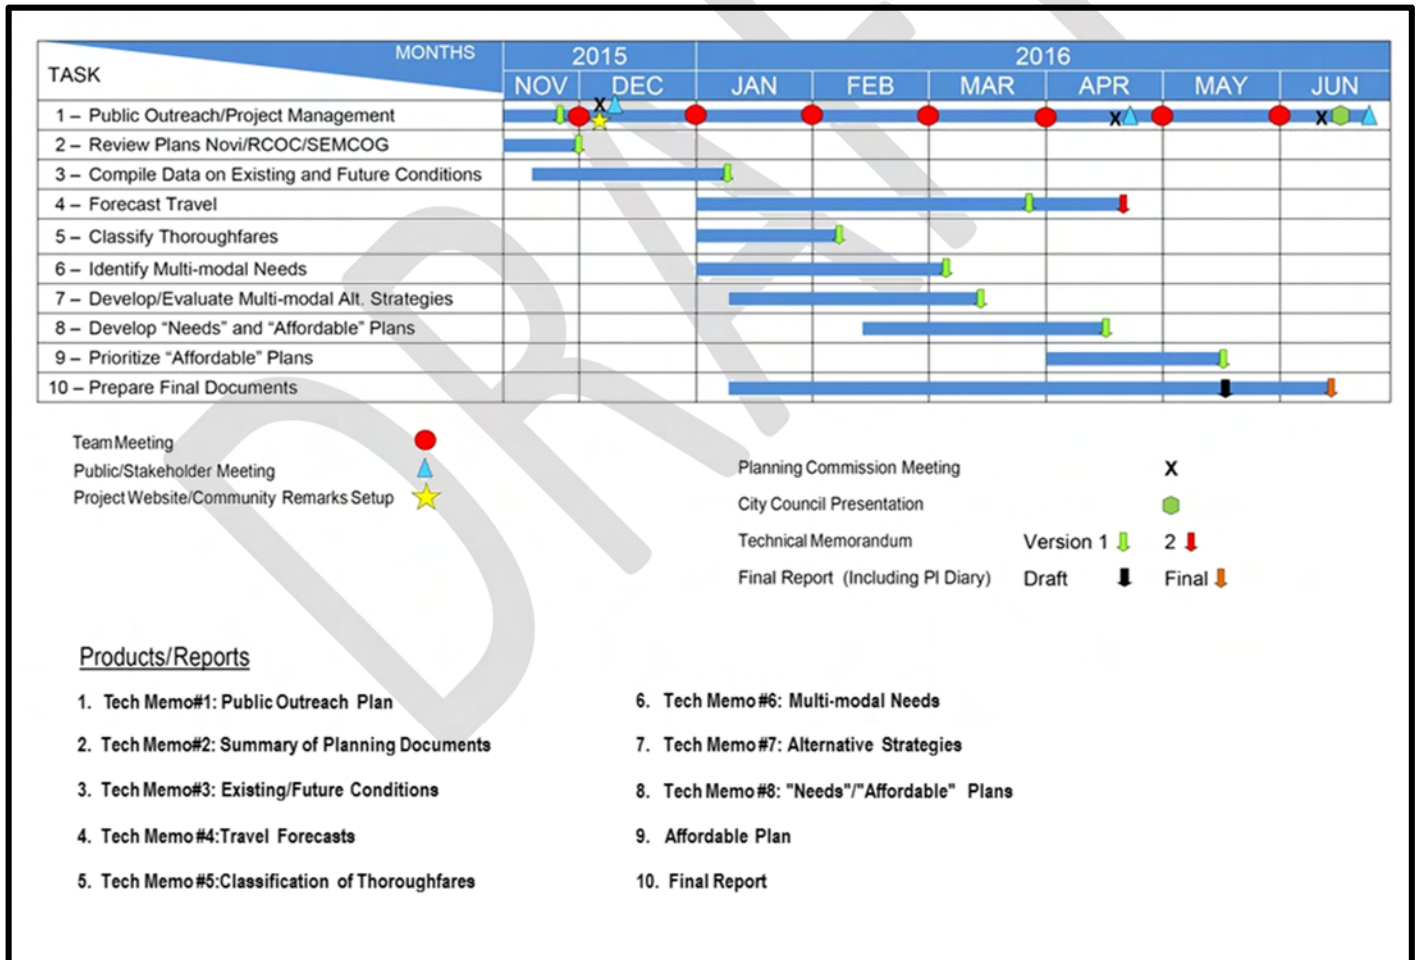 MONTHS
TASK
2015
2016
NOV DEC JAN FEB MAR APR MAY JUN
1 – Public Outreach/Project Management
X
X
X
2 – Review Plans Novi/RCOC/SEMCOG
3 – Compile Data on Existing and Future Conditions
4 – Forecast Travel
5 – Classify Thoroughfares
6 – Identify Multi-modal Needs
7 – Develop/Evaluate Multi-modal Alt. Strategies
8 – Develop “Needs” and “Affordable” Plans
9 – Prioritize “Affordable” Plans
10 – Prepare Final Documents
DRAFT
Team Meeting
Public/Stakeholder Meeting
Project Website/Community Remarks Setup
Planning Commission Meeting X
City Council Presentation
Technical Memorandum Version 1 2
Final Report (Including PI Diary) Draft Final
Products/Reports
1. Tech Memo#1: Public Outreach Plan
2. Tech Memo#2: Summary of Planning Documents
3. Tech Memo#3: Existing/Future Conditions
4. Tech Memo #4:Travel Forecasts
5. Tech Memo #5:Classification of Thoroughfares
6. Tech Memo #6: Multi-modal Needs
7. Tech Memo #7: Alternative Strategies
8. Tech Memo #8: "Needs"/"Affordable" Plans
9. Affordable Plan
10. Final Report